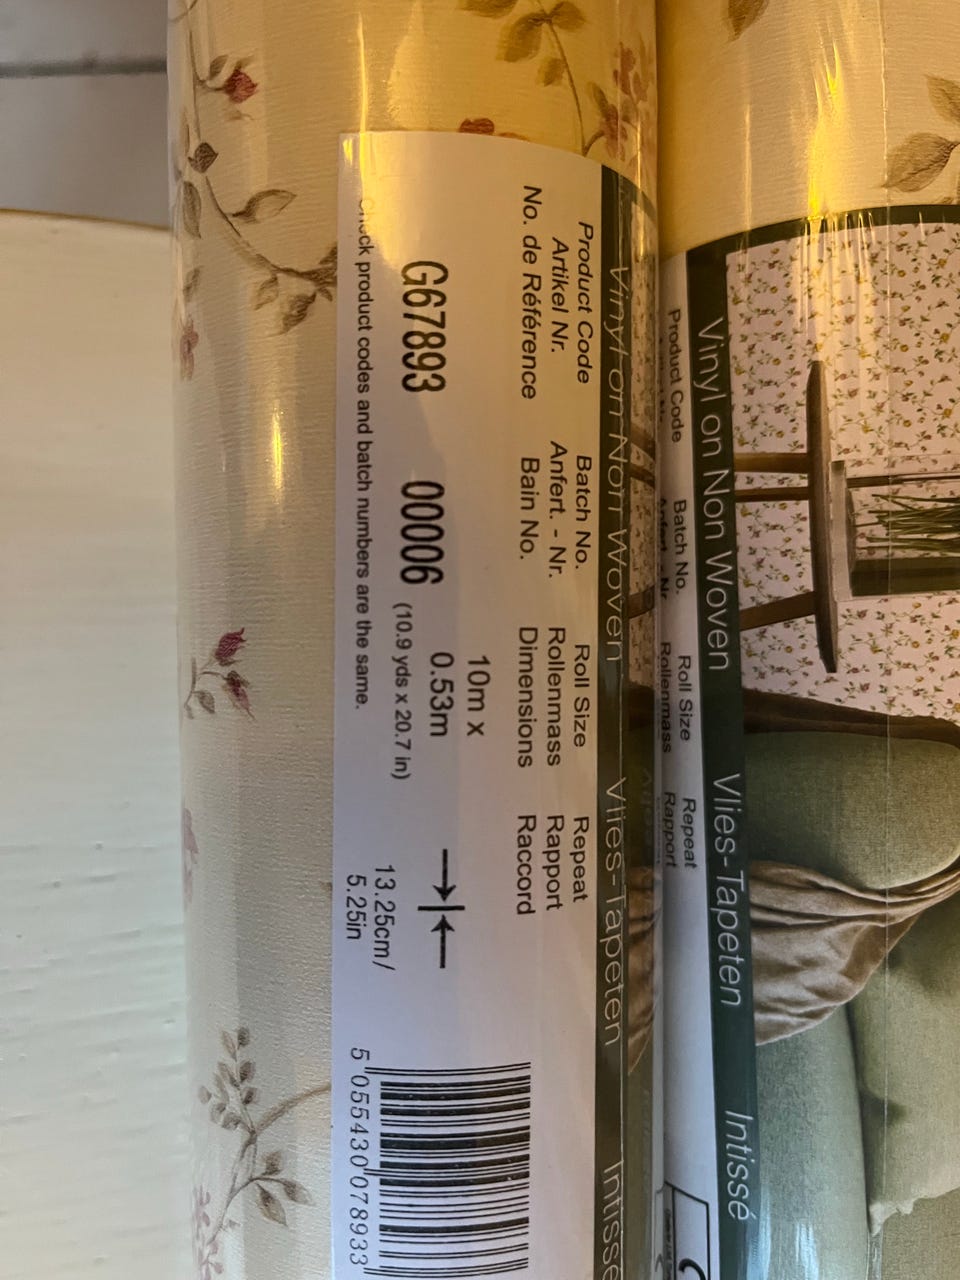 Vinyl on Non Woven Vlies-Tapeten Intissé
Product Code Batch No. Roll Size Repeat
Rollenmass Rapport
Vinyl on Non Woven Vlies-Tapeten Intissé
Product Code Batch No. Roll Size Repeat
Artikel Nr. Anfert. - Nr. Rollenmass Rapport
No. de Référence Bain No. Dimensions Raccord
10m x
G67893 00006 0.53m
(10.9 yds x 20.7 in)
13.25cm/
5.25in
Check product codes and batch numbers are the same.
5 055430 078933